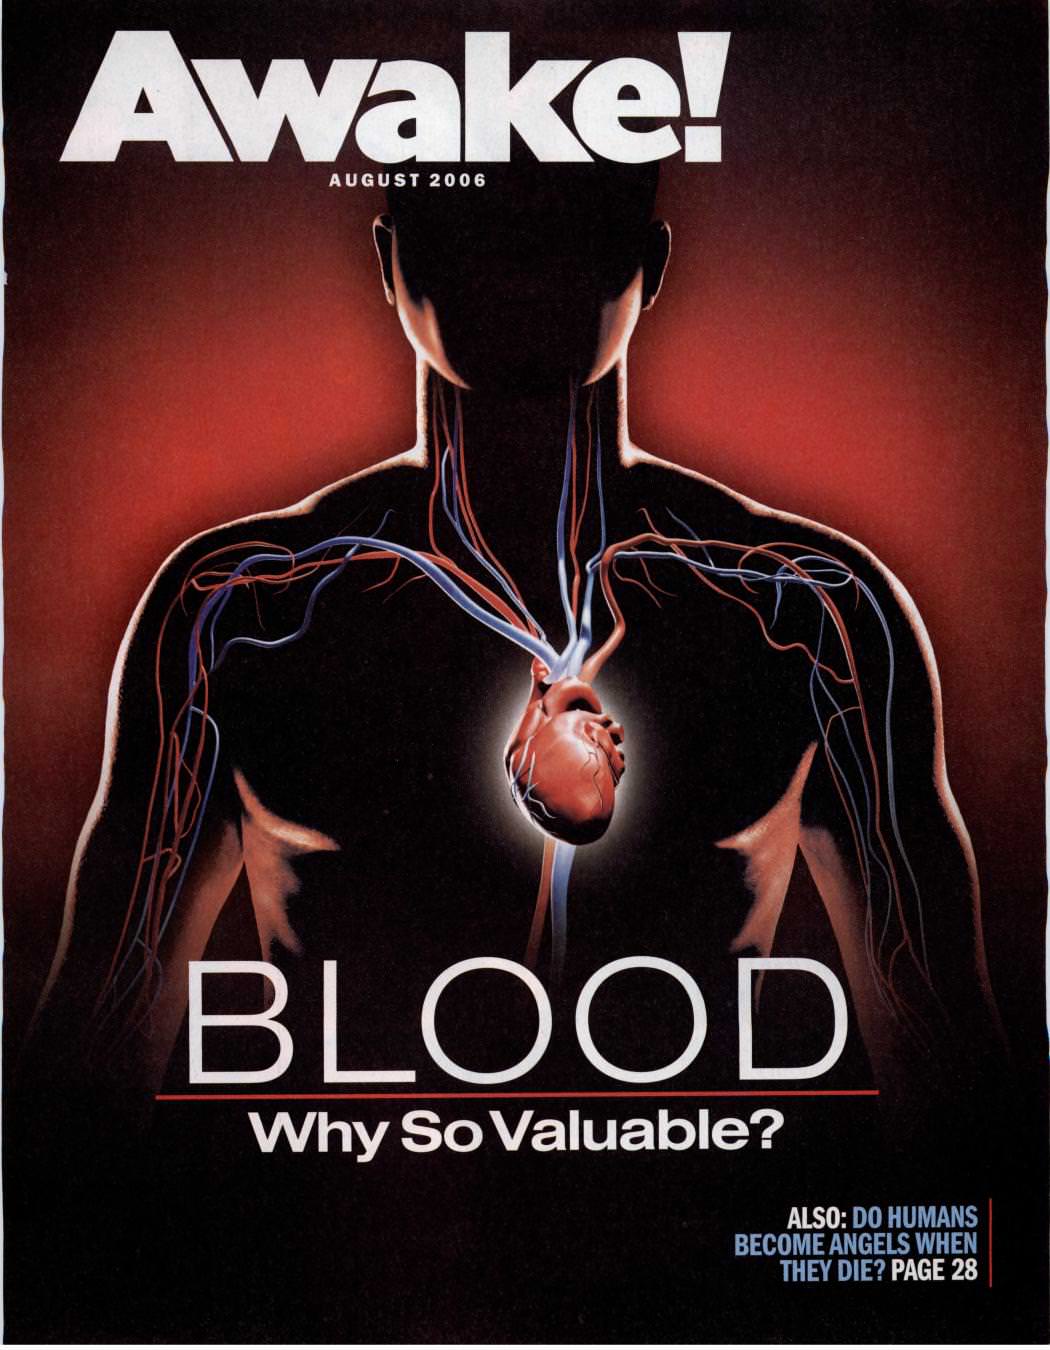 Awake!
AUGUST 2006
BLOOD
Why So Valuable?
ALSO: DO HUMANS
BECOME ANGELS WHEN
THEY DIE? PAGE 28